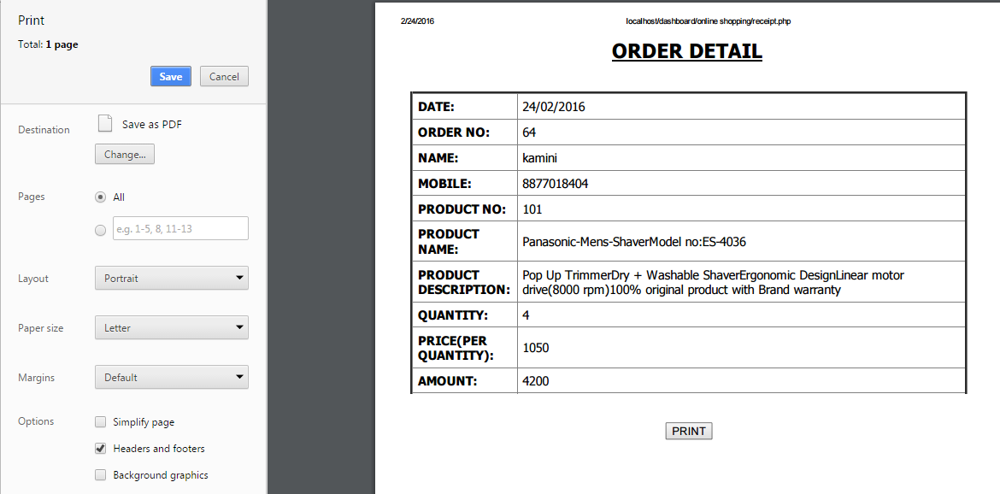 Print
Total: 1 page
Save
Cancel
Destination
Save as PDF
Change...
Pages
All
e.g. 1-5, 8, 11-13
Layout
Portrait
Paper size
Letter
Margins
Default
Options
Simplify page
Headers and footers
Background graphics
2/24/2016
localhost/dashboard/online shopping/receipt.php
ORDER DETAIL
DATE:
24/02/2016
ORDER NO:
64
NAME:
kamini
MOBILE:
8877018404
PRODUCT NO:
101
PRODUCT
NAME:
Panasonic-Mens-ShaverModel no:ES-4036
PRODUCT
DESCRIPTION:
Pop Up TrimmerDry + Washable ShaverErgonomic DesignLinear motor
drive(8000 rpm)100% original product with Brand warranty
QUANTITY:
4
PRICE(PER
QUANTITY):
1050
AMOUNT:
4200
PRINT